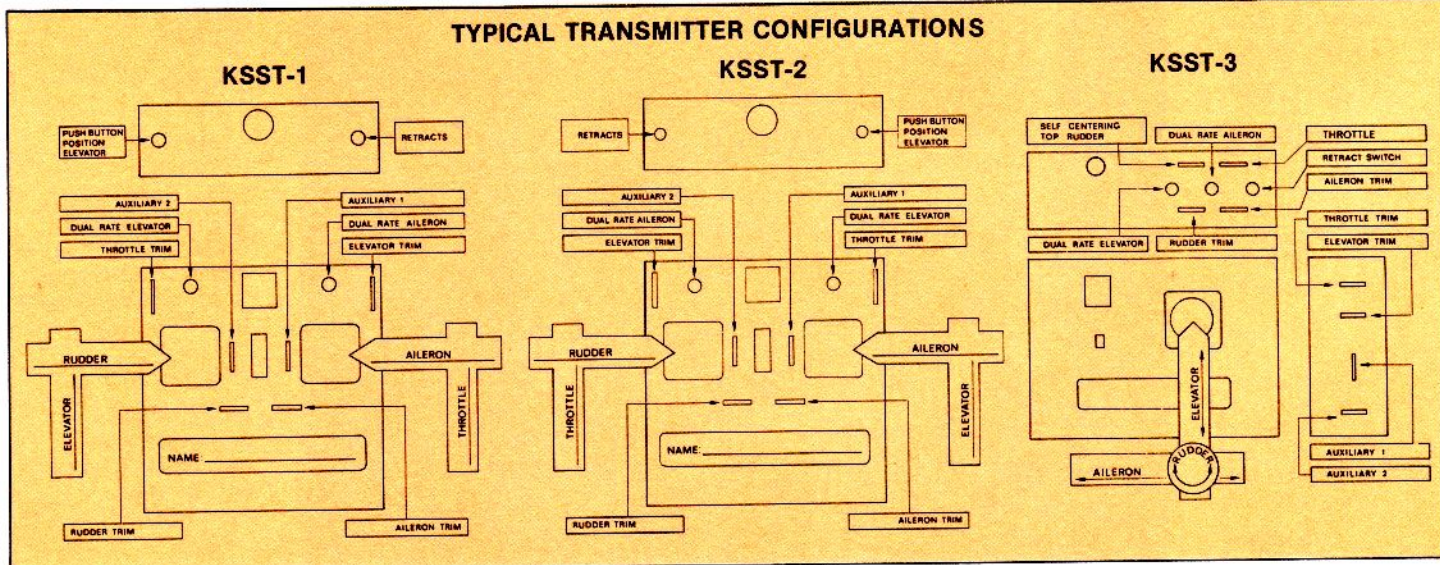 TYPICAL TRANSMITTER CONFIGURATIONS
KSST-1
PUSH BUTTON
POSITION
ELEVATOR
RETRACTS
AUXILIARY 2
AUXILIARY 1
DUAL RATE ELEVATOR
DUAL RATE AILERON
THROTTLE TRIM
ELEVATOR TRIM
RUDDER
AILERON
ELEVATOR
THROTTLE
NAME:
RUDDER TRIM
AILERON TRIM
KSST-2
RETRACTS
PUSH BUTTON
POSITION
ELEVATOR
AUXILIARY 2
AUXILIARY 1
DUAL RATE AILERON
DUAL RATE ELEVATOR
ELEVATOR TRIM
THROTTLE TRIM
RUDDER
AILERON
THROTTLE
ELEVATOR
NAME:
RUDDER TRIM
AILERON TRIM
KSST-3
SELF CENTERING
TOP RUDDER
DUAL RATE AILERON
THROTTLE
RETRACT SWITCH
AILERON TRIM
THROTTLE TRIM
DUAL RATE ELEVATOR
RUDDER TRIM
ELEVATOR TRIM
ELEVATOR
RUDDER
AILERON
AUXILIARY 1
AUXILIARY 2